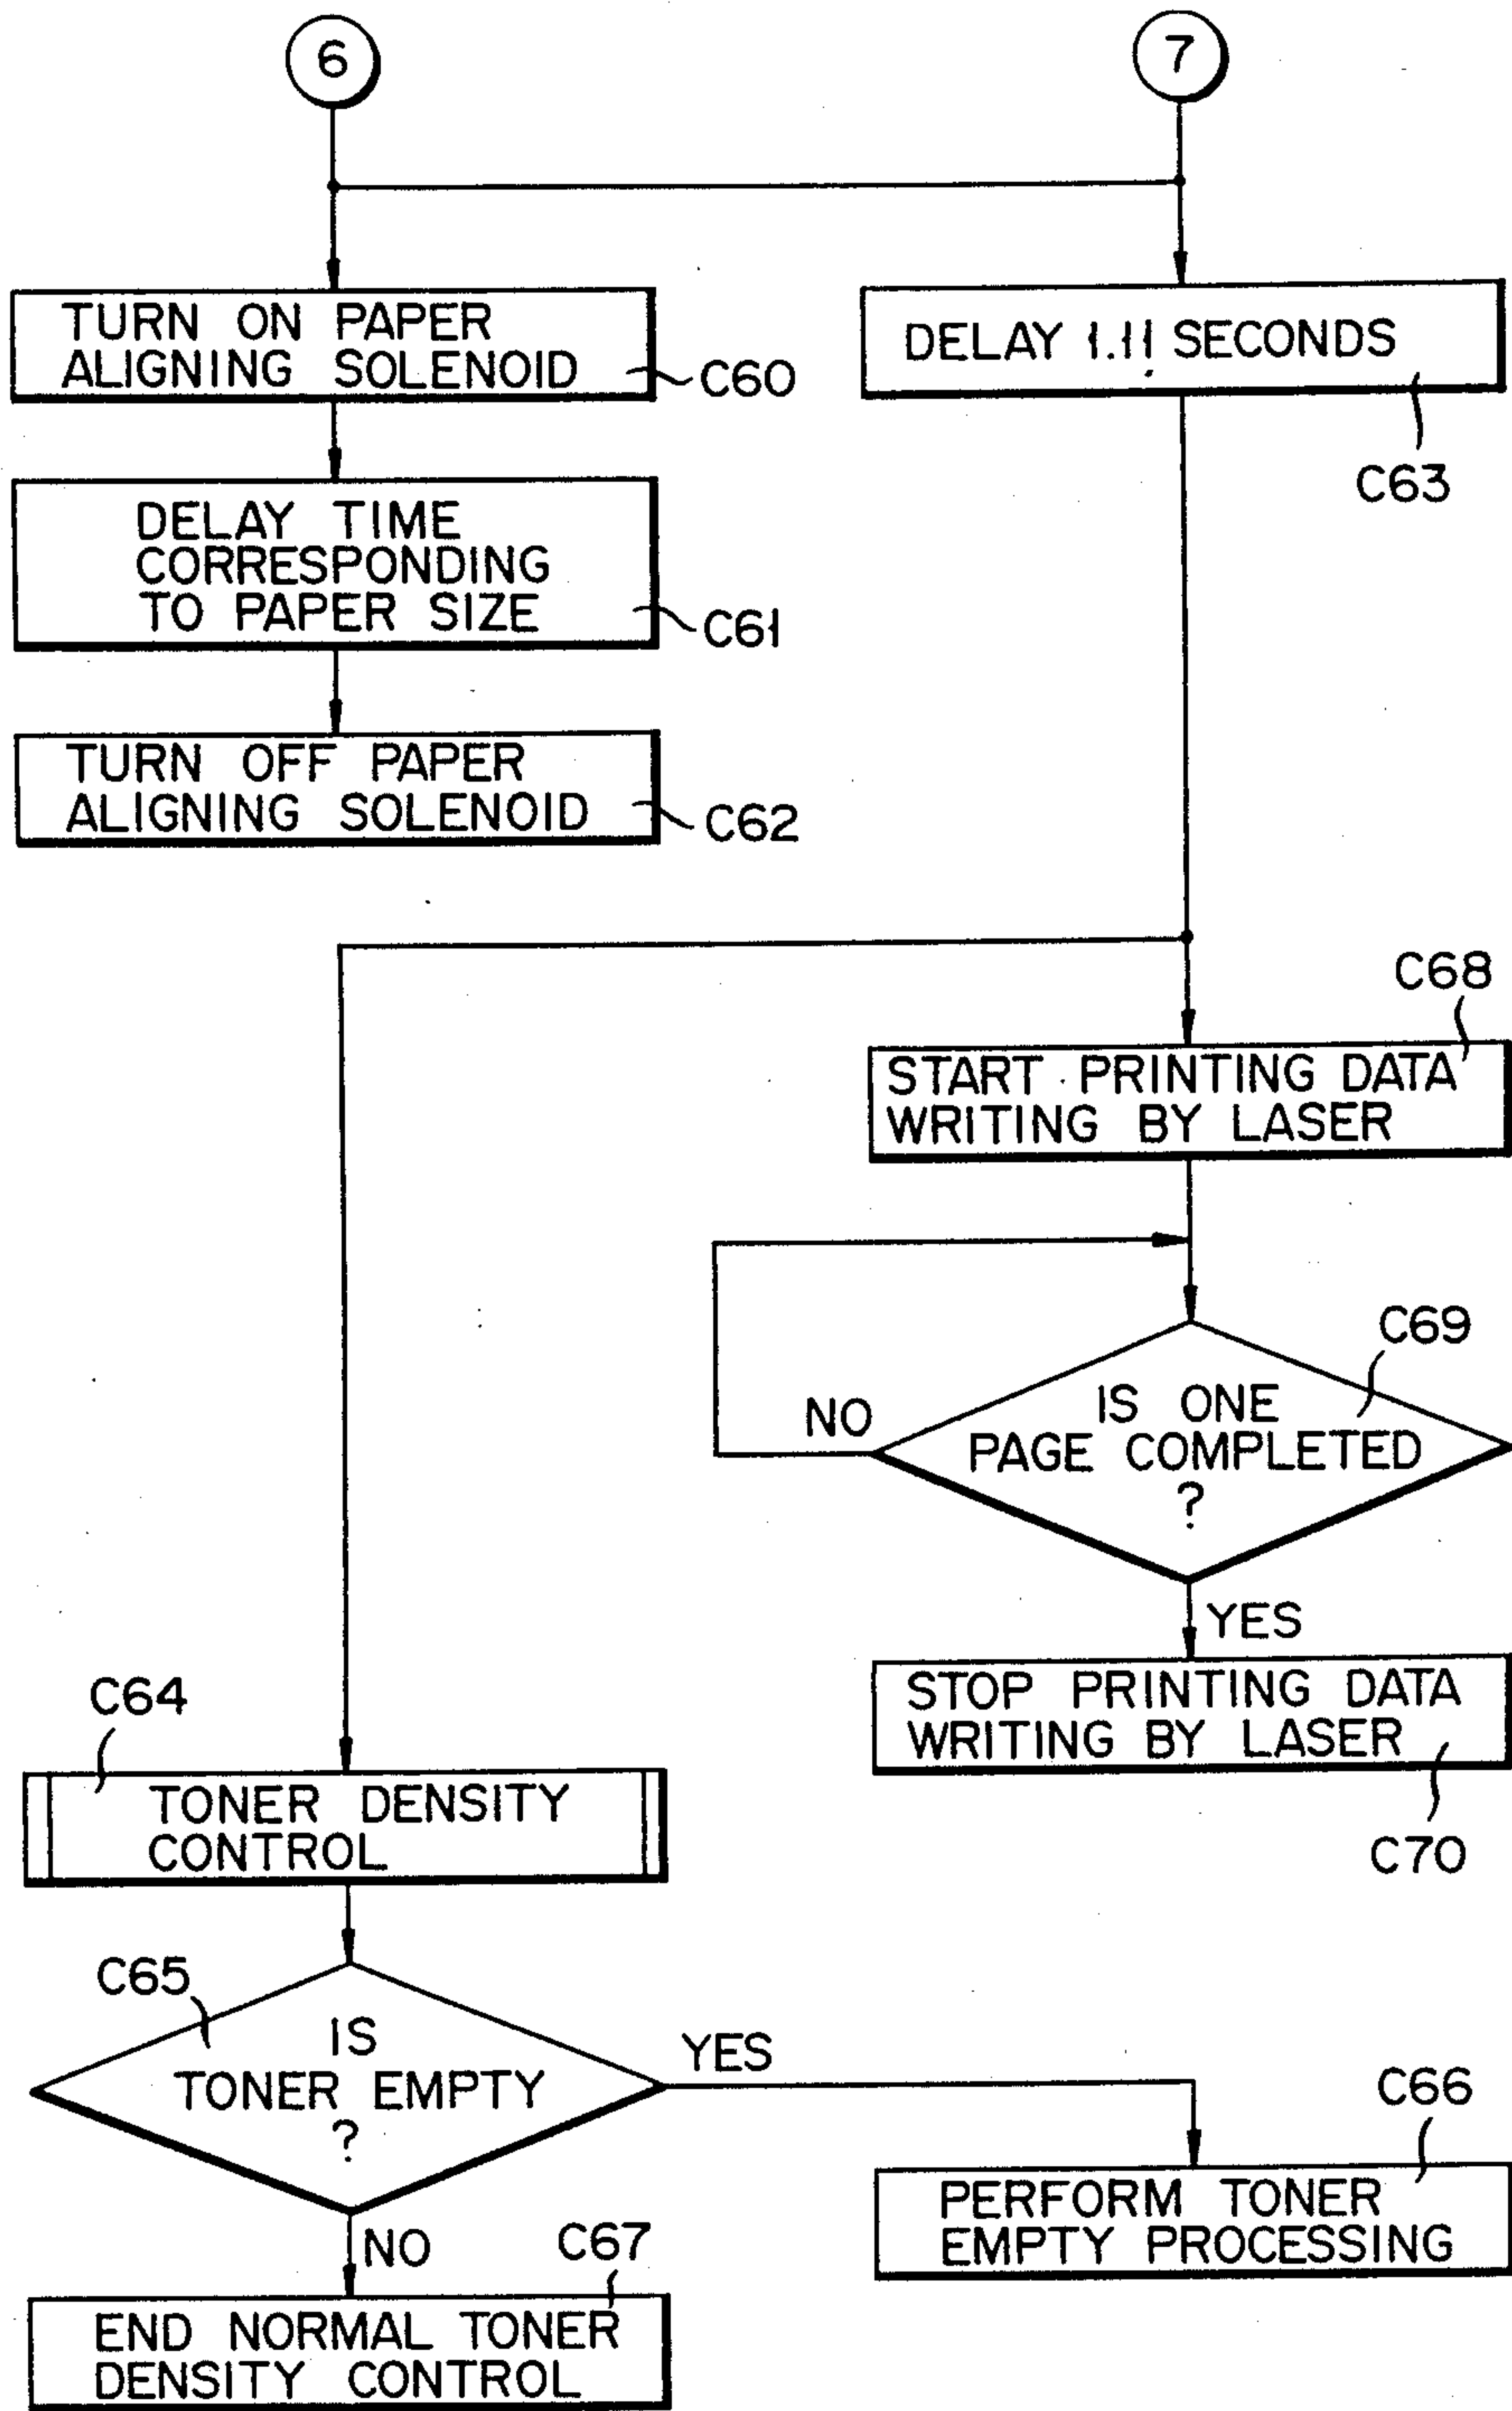 6
7
TURN ON PAPER
ALIGNING SOLENOID
C60
DELAY 1.11 SECONDS
C63
DELAY TIME
CORRESPONDING
TO PAPER SIZE
C61
TURN OFF PAPER
ALIGNING SOLENOID
C62
C68
START PRINTING DATA
WRITING BY LASER
C69
IS ONE
PAGE COMPLETED
?
NO
YES
STOP PRINTING DATA
WRITING BY LASER
C70
C64
TONER DENSITY
CONTROL
C65
IS
TONER EMPTY
?
YES
C66
PERFORM TONER
EMPTY PROCESSING
NO
C67
END NORMAL TONER
DENSITY CONTROL